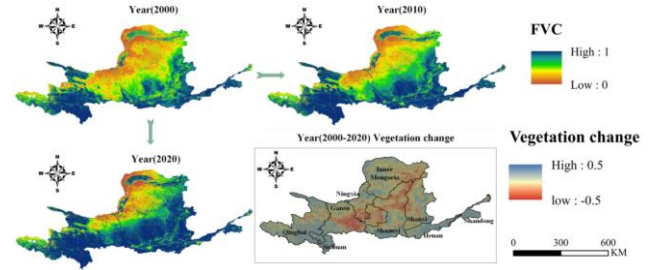 Year(2000)
N
W
E
S
Year(2010)
N
W
E
S
FVC
High : 1
Low : 0
Year(2020)
N
W
E
S
Year(2000-2020) Vegetation change
N
W
E
S
Inner
Mongoria
Ningxia
Gansu
Qinghai
Sichuan
Shaanxi
Shanxi
Henan
Shandong
Vegetation change
High : 0.5
low : -0.5
0 300 600
KM